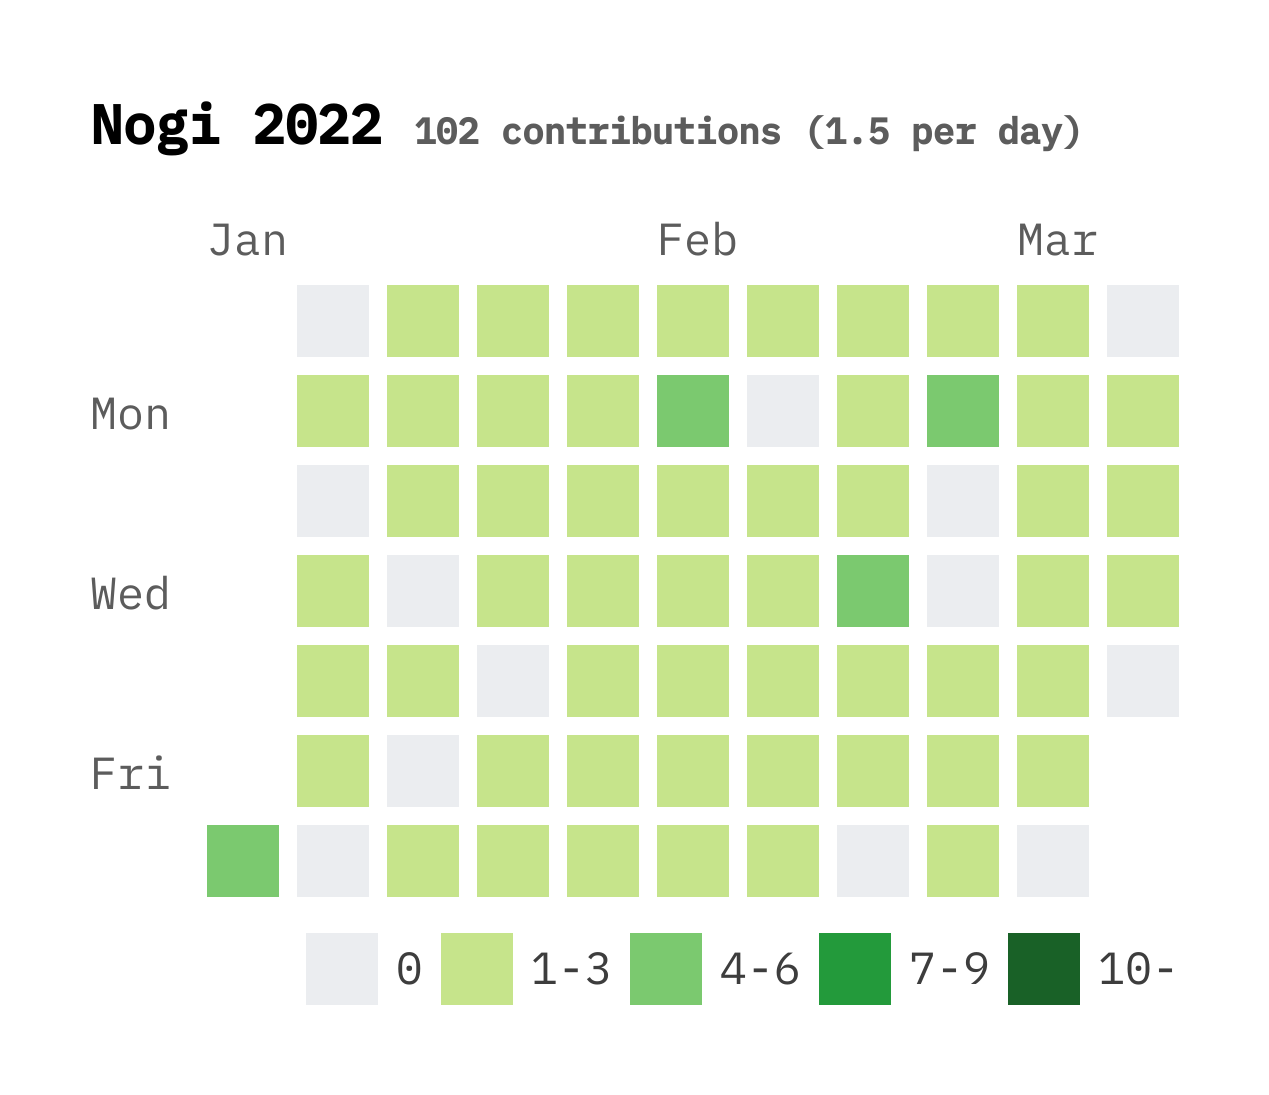 Nogi 2022 102 contributions (1.5 per day)
Jan Feb Mar
Mon
Wed
Fri
0 1-3 4-6 7-9 10-